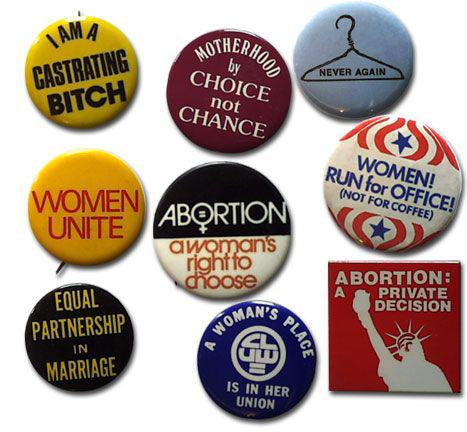 I AM A
CASTRATING
BITCH
MOTHERHOOD
by
CHOICE
not
CHANCE
NEVER AGAIN
WOMEN
UNITE
ABORTION
a woman's
right to
choose
WOMEN!
RUN for OFFICE!
(NOT FOR COFFEE)
EQUAL
PARTNERSHIP
IN
MARRIAGE
A WOMAN'S PLACE
IS IN HER
UNION
ABORTION:
A PRIVATE
DECISION